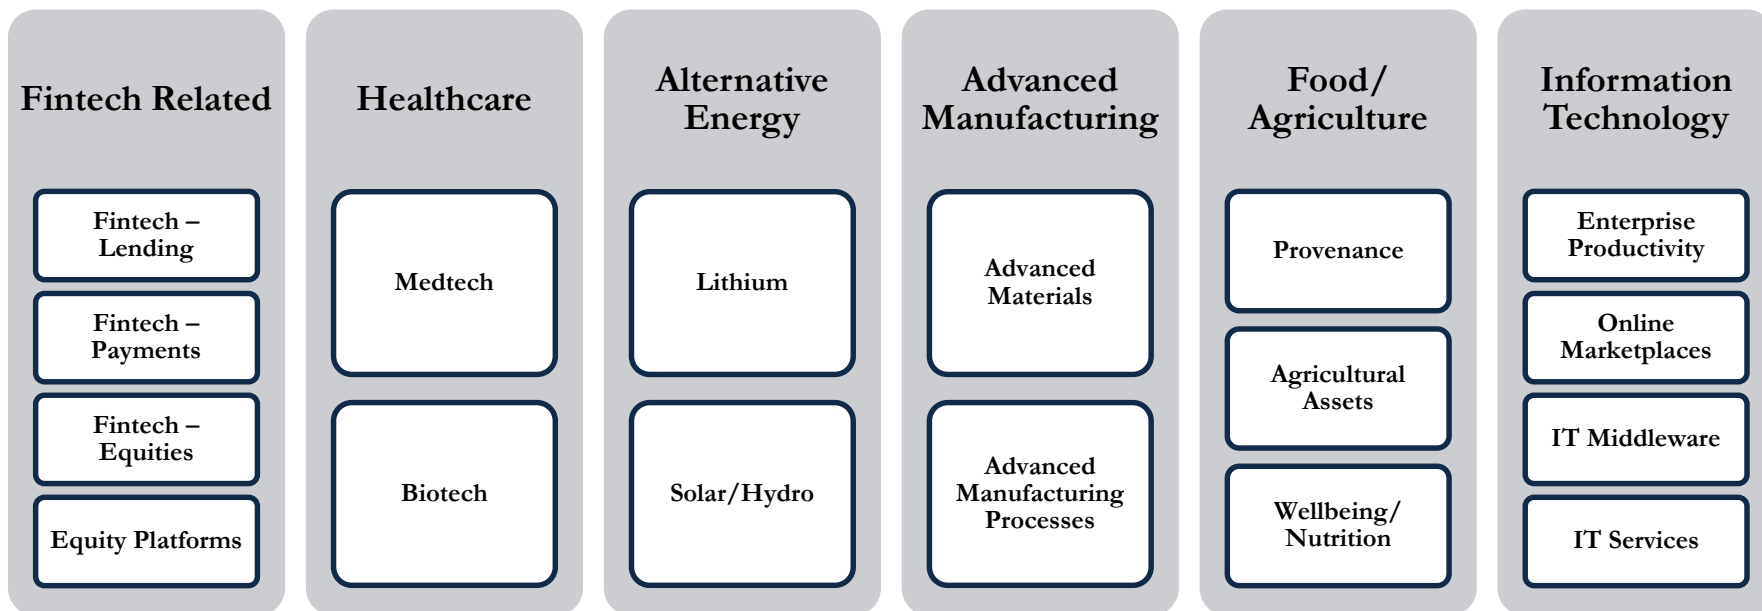 Fintech Related
Fintech –
Lending
Fintech –
Payments
Fintech –
Equities
Equity Platforms
Healthcare
Medtech
Biotech
Alternative
Energy
Lithium
Solar/Hydro
Advanced
Manufacturing
Advanced
Materials
Advanced
Manufacturing
Processes
Food/
Agriculture
Provenance
Agricultural
Assets
Wellbeing/
Nutrition
Information
Technology
Enterprise
Productivity
Online
Marketplaces
IT Middleware
IT Services